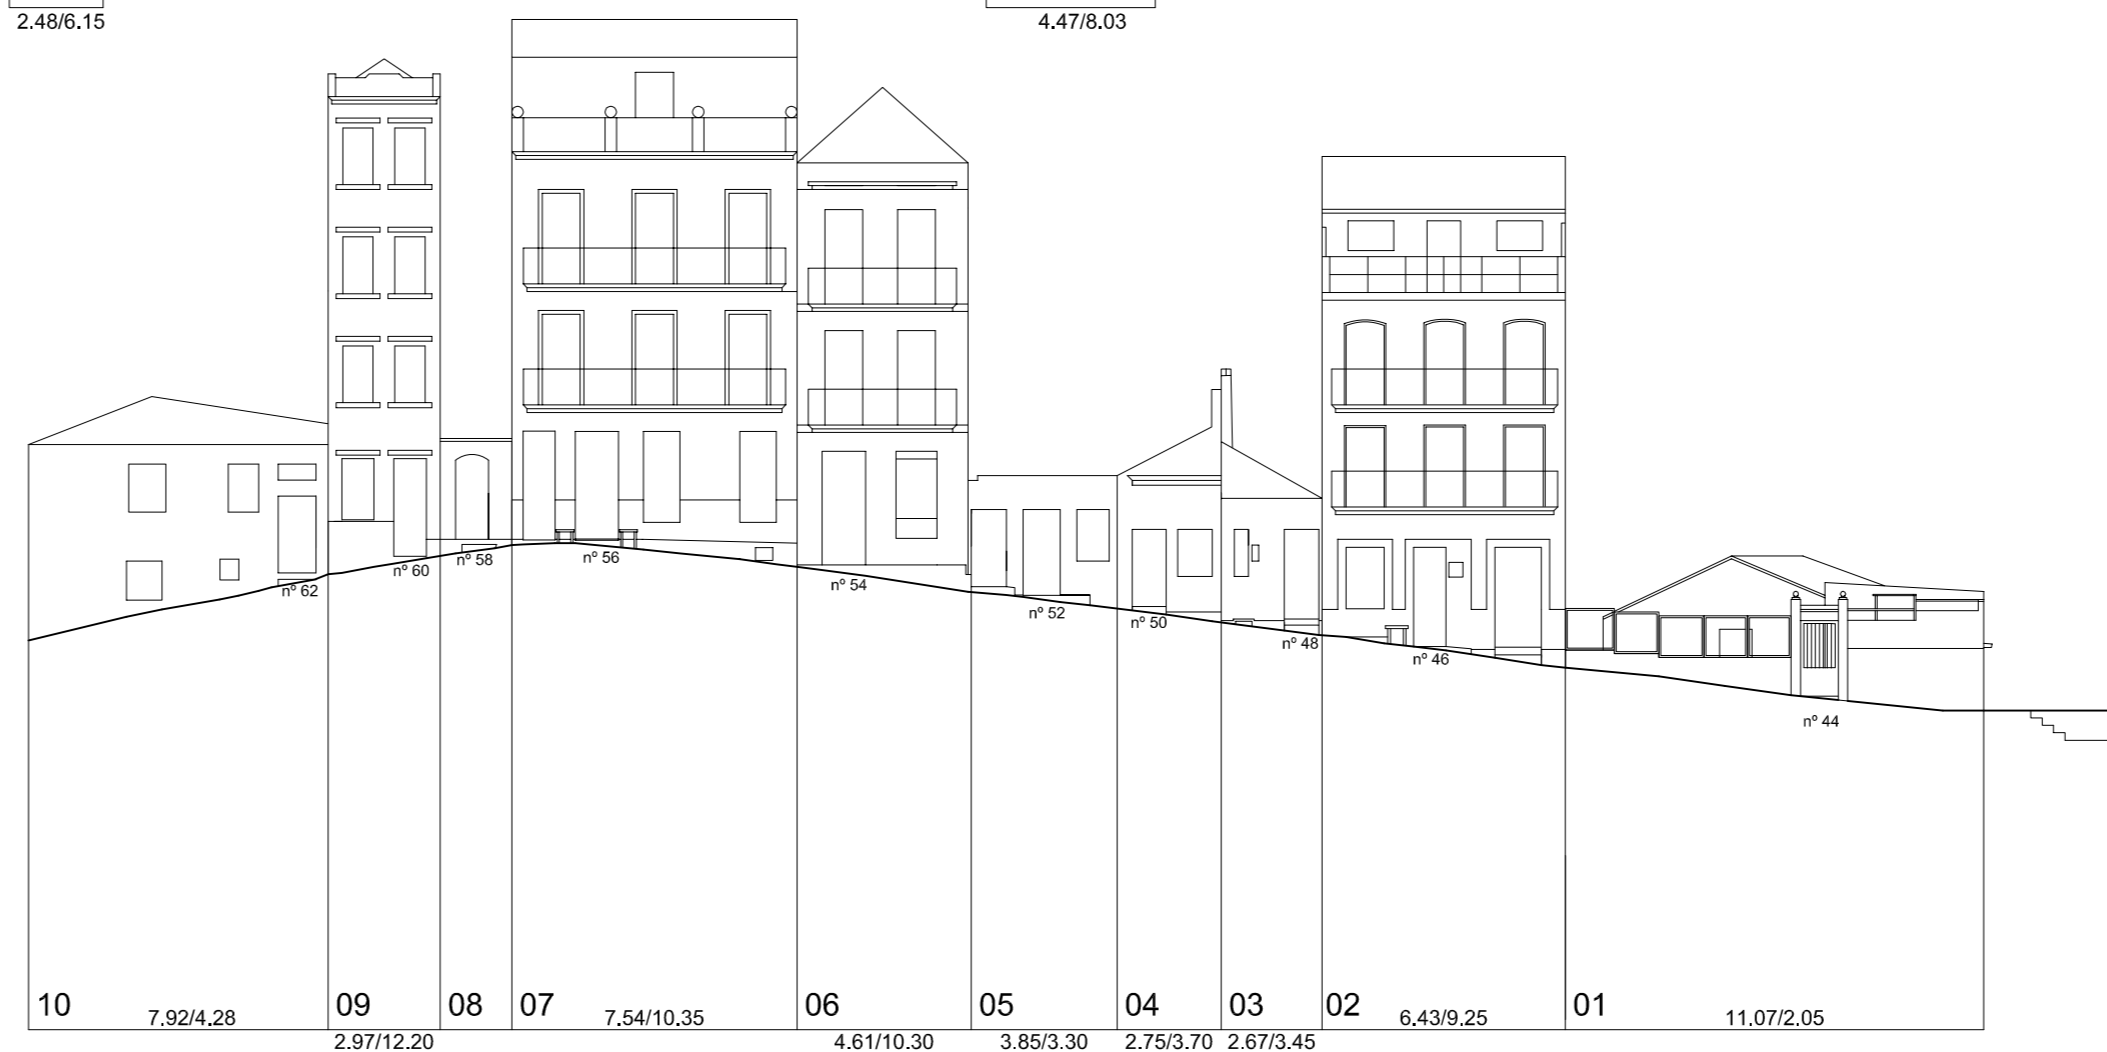 2.48/6.15
4.47/8.03
nº 62
nº 60
nº 58
nº 56
nº 54
nº 52
nº 50
nº 48
nº 46
nº 44
10 7.92/4.28
09 2.97/12.20
08
07 7.54/10.35
06 4.61/10.30
05 3.85/3.30
04 2.75/3.70
03 2.67/3.45
02 6.43/9.25
01 11.07/2.05